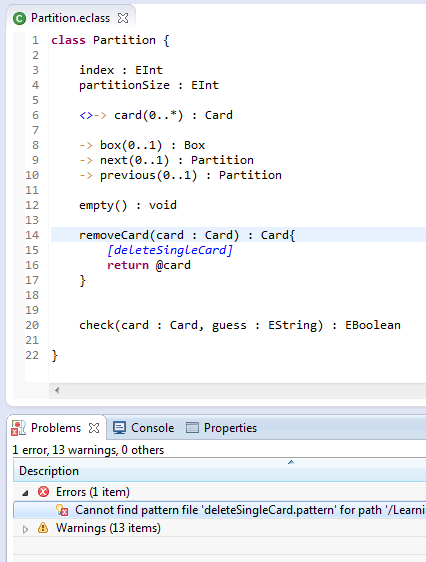 Partition.eclass
1 class Partition {
2
3 index : EInt
4 partitionSize : EInt
5
6 <>-> card(0..*) : Card
7
8 -> box(0..1) : Box
9 -> next(0..1) : Partition
10 -> previous(0..1) : Partition
11
12 empty() : void
13
14 removeCard(card : Card) : Card{
15 [deleteSingleCard]
16 return @card
17 }
18
19
20 check(card : Card, guess : EString) : EBoolean
21
22 }
Problems Console Properties
1 error, 13 warnings, 0 others
Description
Errors (1 item)
Cannot find pattern file 'deleteSingleCard.pattern' for path '/Learni
Warnings (13 items)